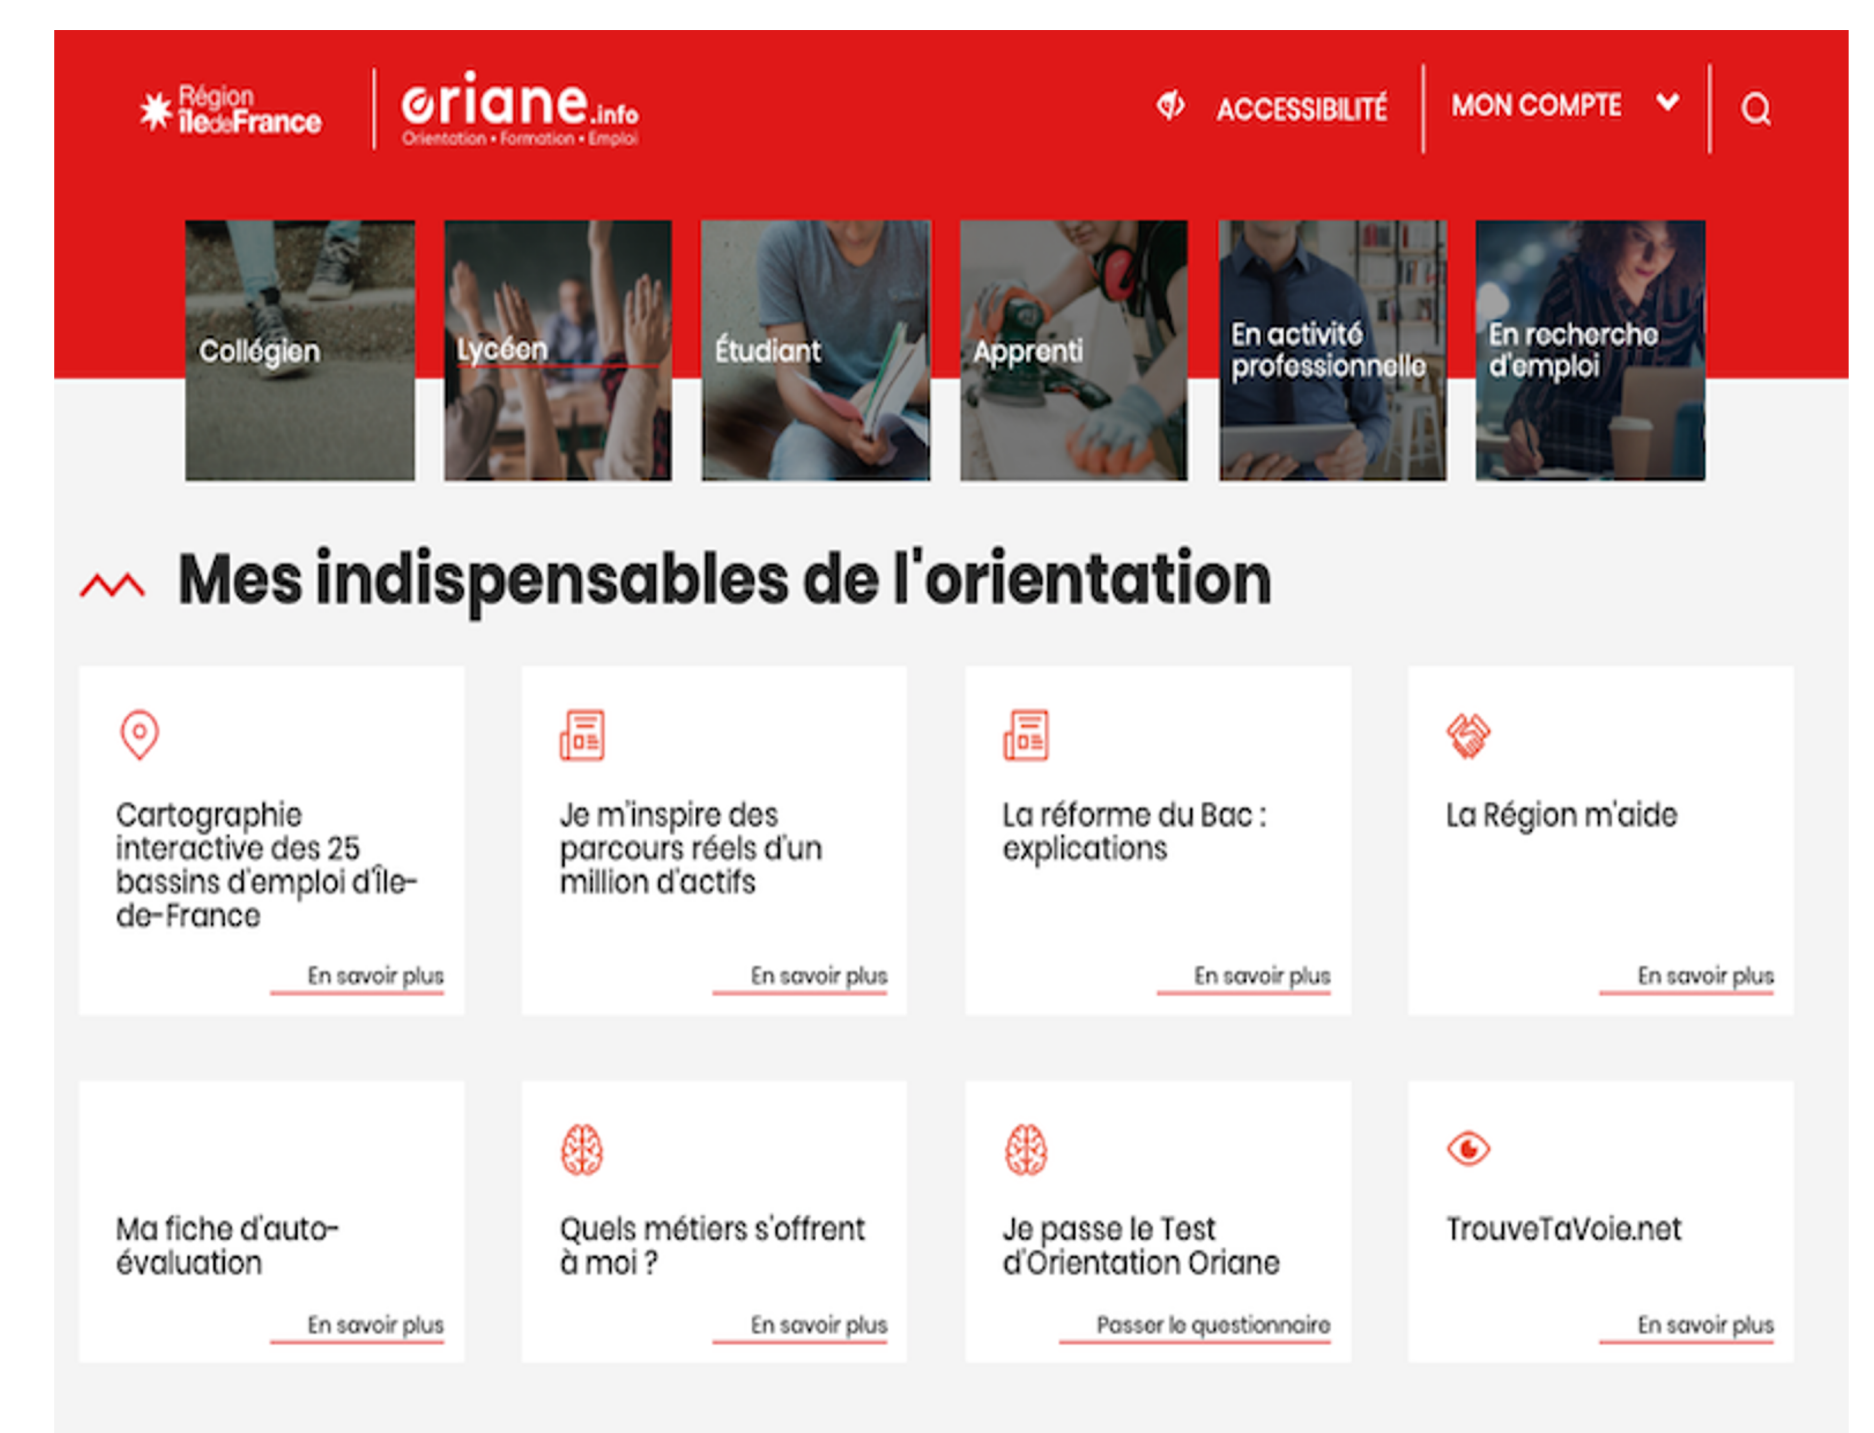 Région
îledeFrance
oriane.info
Orientation • Formation • Emploi
ACCESSIBILITÉ
MON COMPTE
Collégien
Lycéen
Étudiant
Apprenti
En activité
professionnelle
En recherche
d'emploi
Mes indispensables de l'orientation
Cartographie
interactive des 25
bassins d'emploi d'Île-
de-France
En savoir plus
Je m'inspire des
parcours réels d'un
million d'actifs
En savoir plus
La réforme du Bac :
explications
En savoir plus
La Région m'aide
En savoir plus
Ma fiche d'auto-
évaluation
En savoir plus
Quels métiers s'offrent
à moi ?
En savoir plus
Je passe le Test
d'Orientation Oriane
Passer le questionnaire
TrouveTaVoie.net
En savoir plus